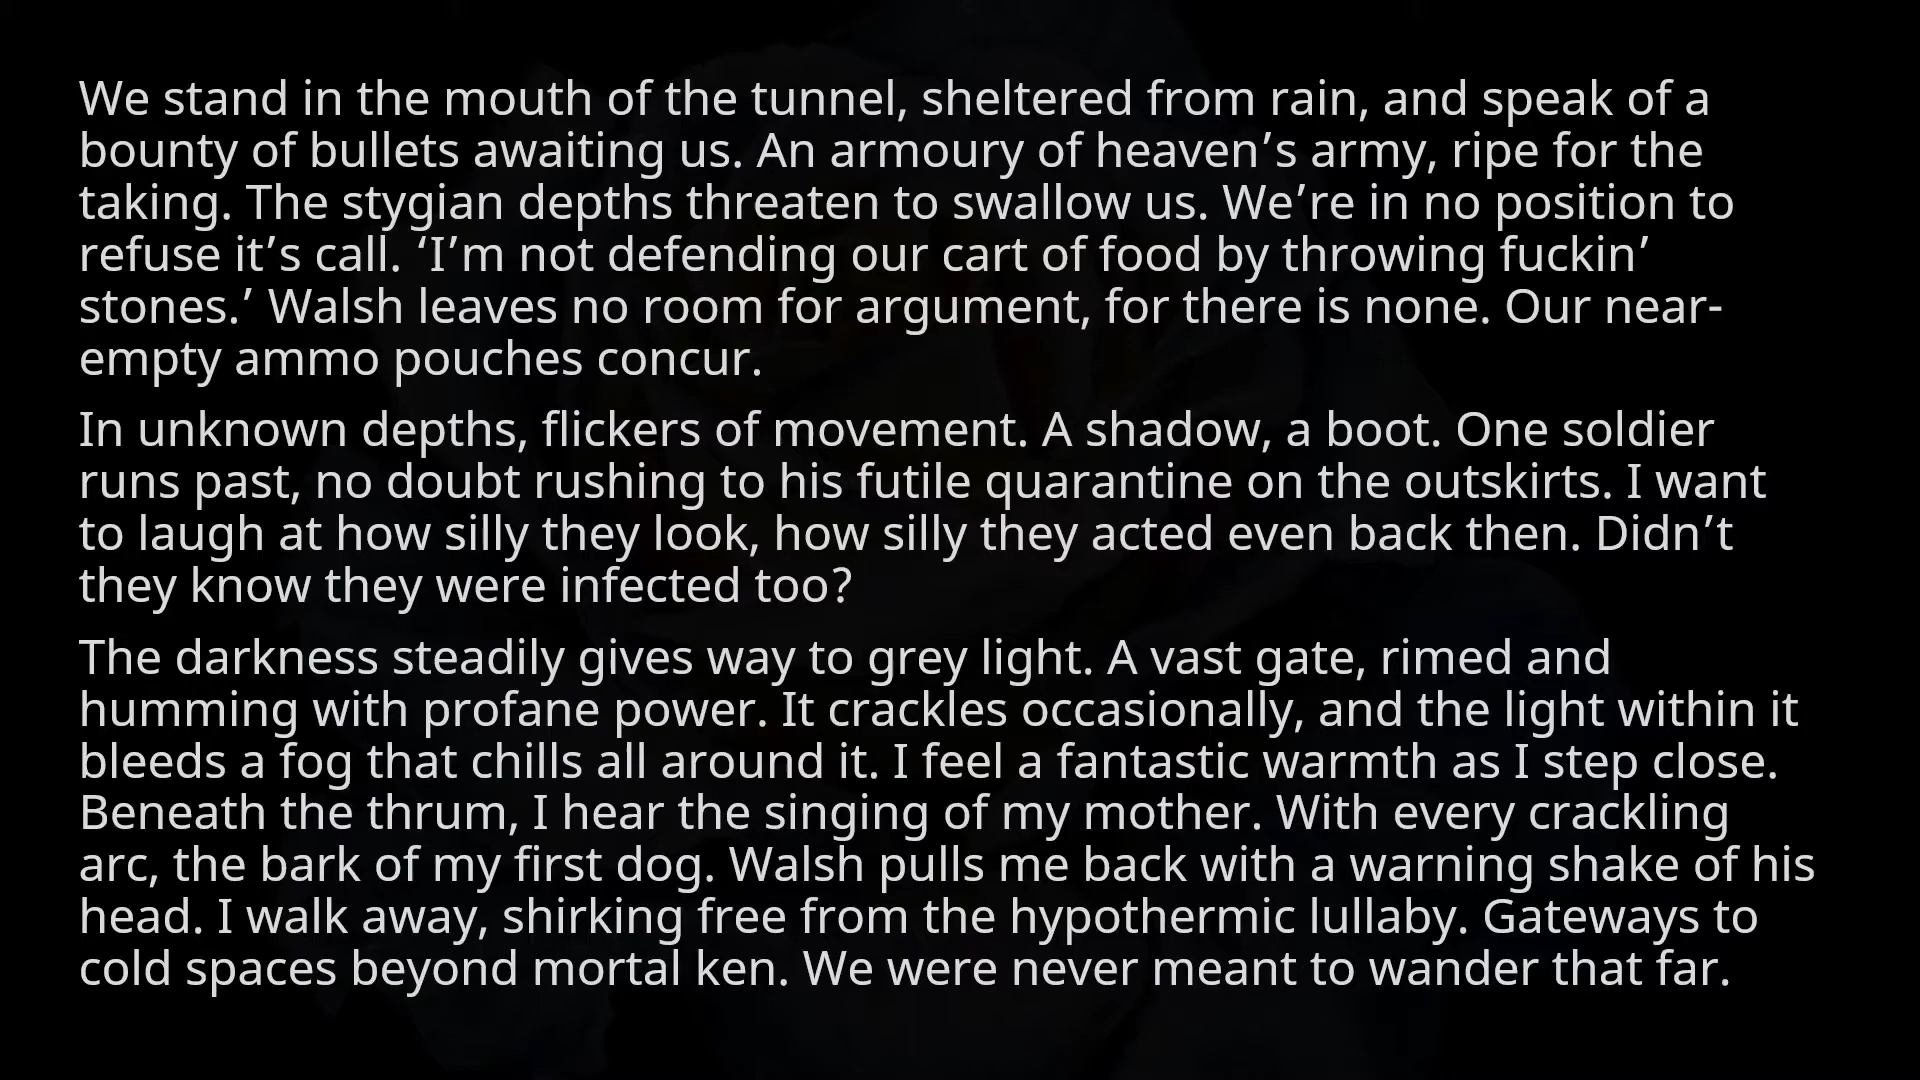 We stand in the mouth of the tunnel, sheltered from rain, and speak of a
bounty of bullets awaiting us. An armoury of heaven’s army, ripe for the
taking. The stygian depths threaten to swallow us. We’re in no position to
refuse it’s call. ‘I’m not defending our cart of food by throwing fuckin’
stones.’ Walsh leaves no room for argument, for there is none. Our near-
empty ammo pouches concur.
In unknown depths, flickers of movement. A shadow, a boot. One soldier
runs past, no doubt rushing to his futile quarantine on the outskirts. I want
to laugh at how silly they look, how silly they acted even back then. Didn’t
they know they were infected too?
The darkness steadily gives way to grey light. A vast gate, rimed and
humming with profane power. It crackles occasionally, and the light within it
bleeds a fog that chills all around it. I feel a fantastic warmth as I step close.
Beneath the thrum, I hear the singing of my mother. With every crackling
arc, the bark of my first dog. Walsh pulls me back with a warning shake of his
head. I walk away, shirking free from the hypothermic lullaby. Gateways to
cold spaces beyond mortal ken. We were never meant to wander that far.